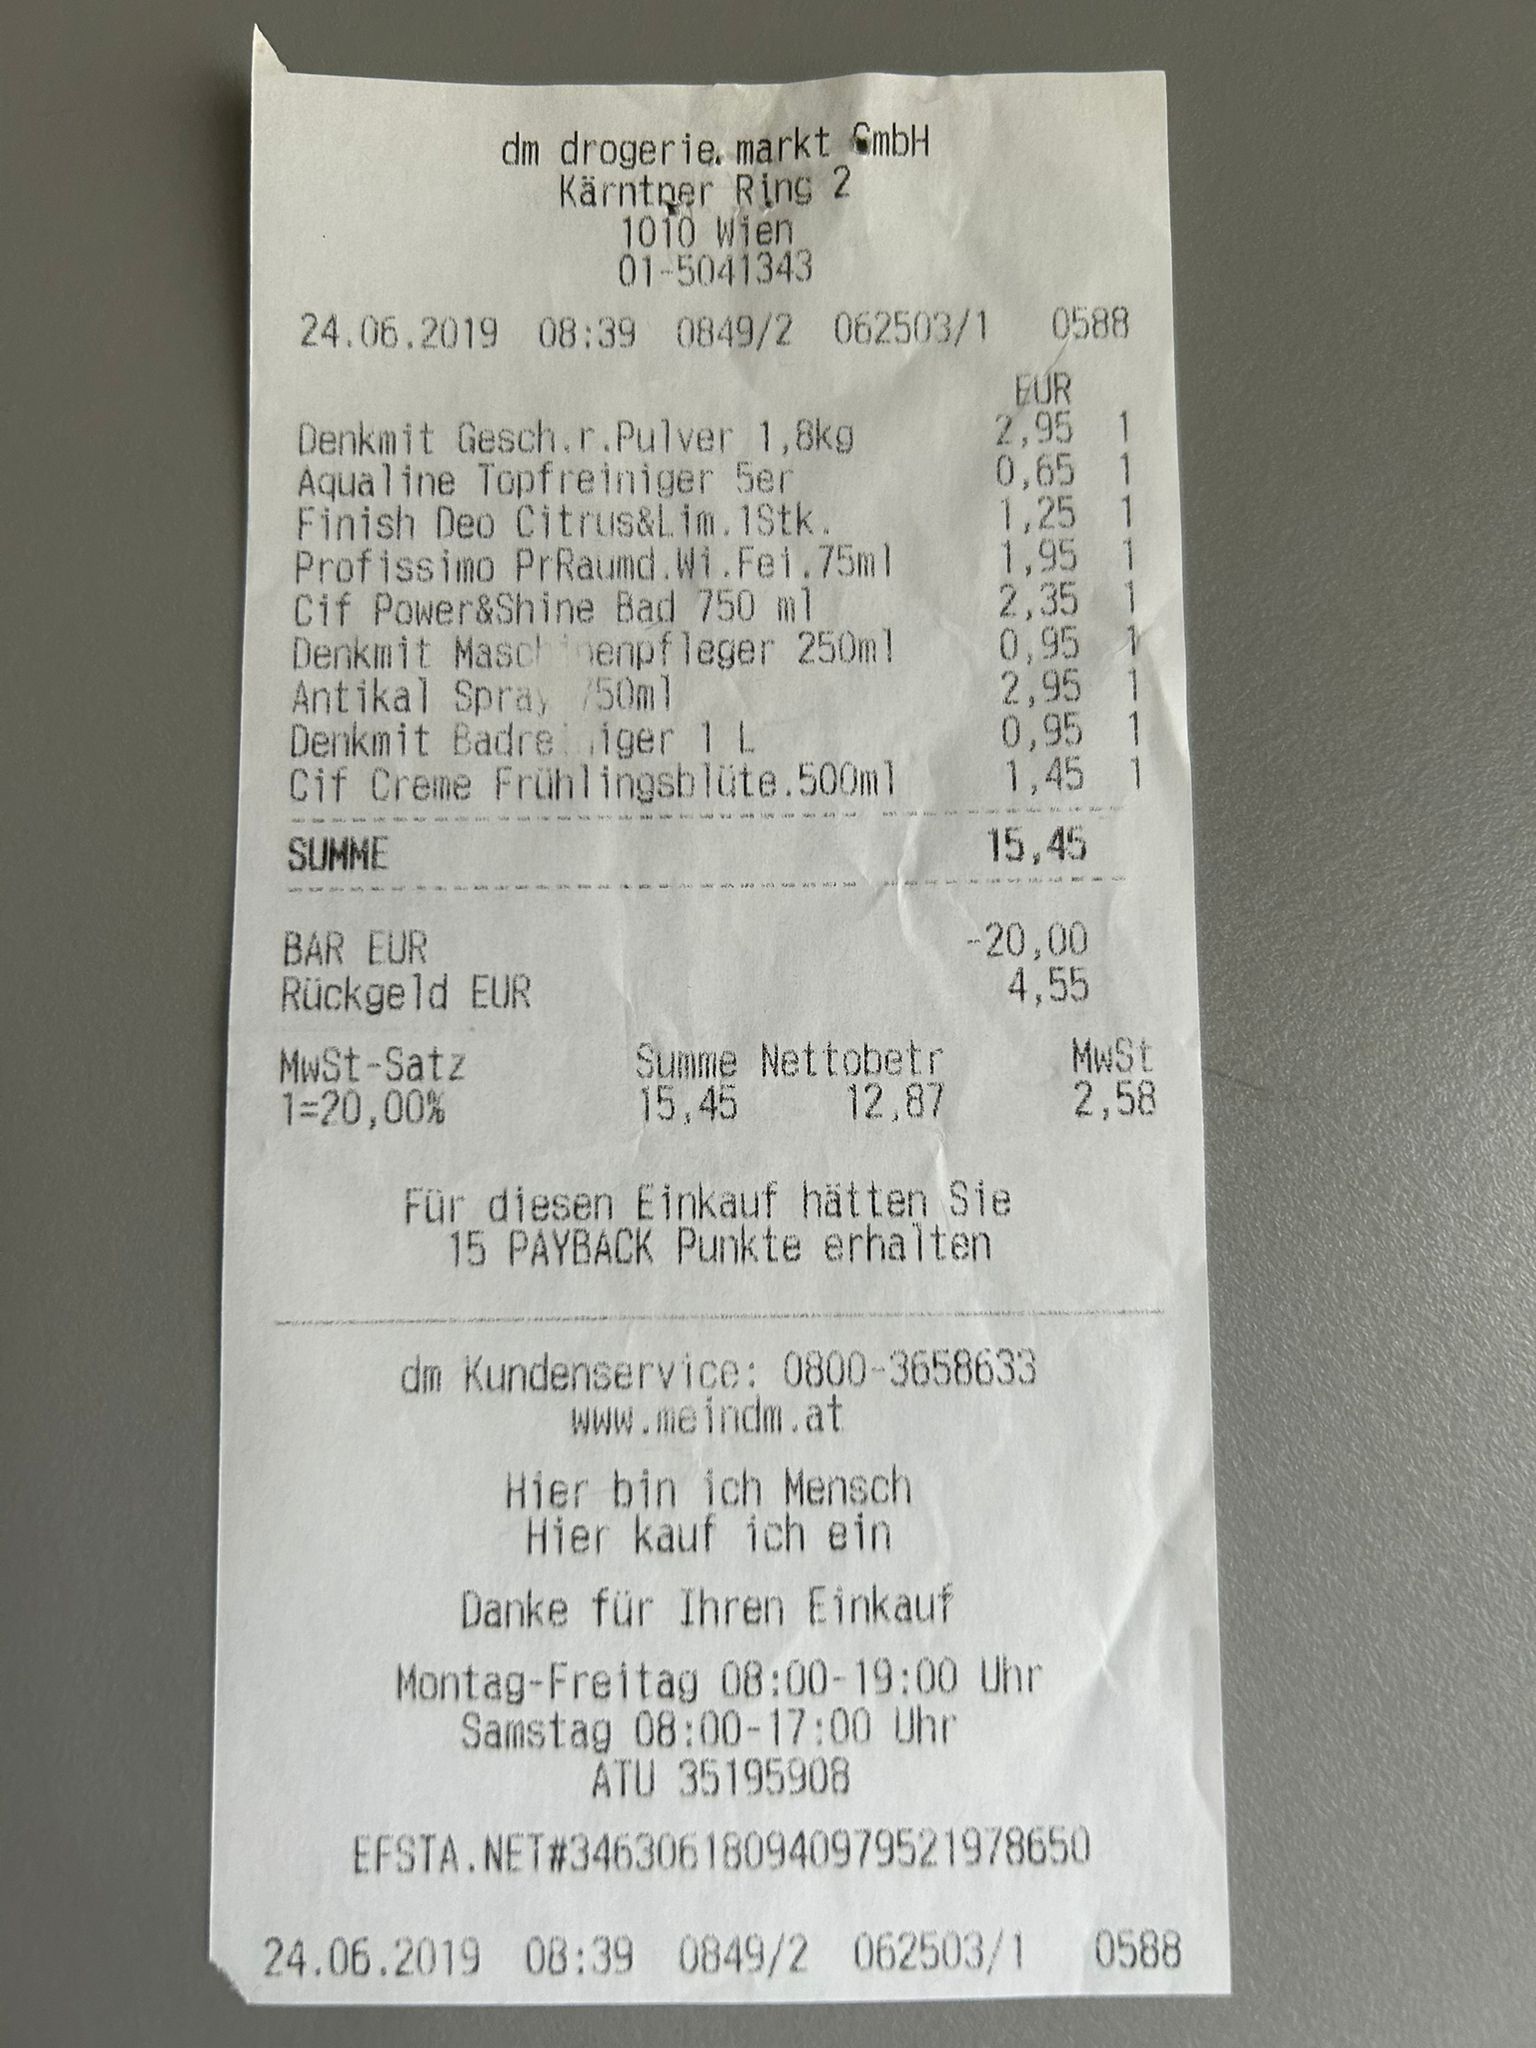 dm drogerie markt GmbH
Kärntner Ring 2
1010 Wien
01-5041343
24.06.2019 08:39 0849/2 062503/1 0588
EUR
Denkmit Gesch.r.Pulver 1,8kg 2,95 1
Aqualine Topfreiniger 5er 0,65 1
Finish Deo Citrus&Lim.1Stk. 1,25 1
Profissimo PrRaumd.Wi.Fei.75ml 1,95 1
Cif Power&Shine Bad 750 ml 2,35 1
Denkmit Maschinenpfleger 250ml 0,95 1
Antikal Spray 750ml 2,95 1
Denkmit Badreiniger 1 L 0,95 1
Cif Creme Frühlingsblüte.500ml 1,45 1
SUMME 15,45
BAR EUR -20,00
Rückgeld EUR 4,55
MwSt-Satz Summe Nettobetr MwSt
1=20,00% 15,45 12,87 2,58
Für diesen Einkauf hätten Sie
15 PAYBACK Punkte erhalten
dm Kundenservice: 0800-3658633
www.meindm.at
Hier bin ich Mensch
Hier kauf ich ein
Danke für Ihren Einkauf
Montag-Freitag 08:00-19:00 Uhr
Samstag 08:00-17:00 Uhr
ATU 35195908
EFSTA.NET#3463061809409795219786​50
24.06.2019 08:39 0849/2 062503/1 0588